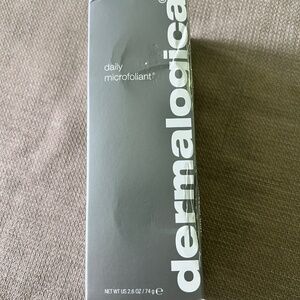 daily
microfoliant®
dermalogica®
NET WT US 2.6 OZ / 74 g ℮